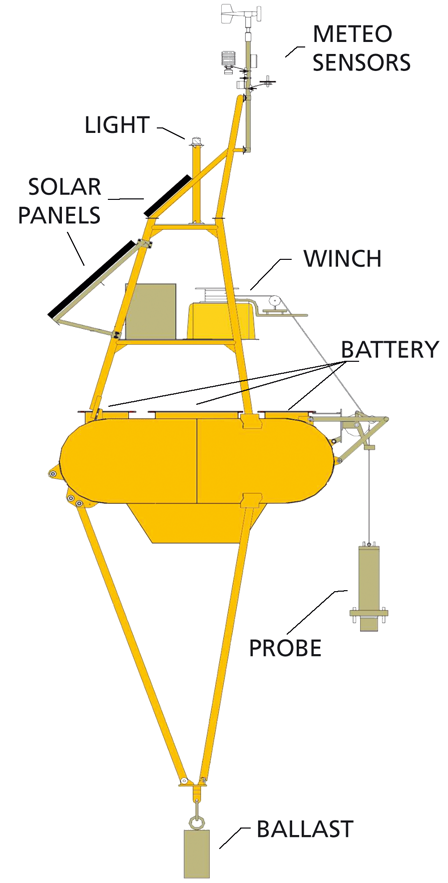 METEO
SENSORS
LIGHT
SOLAR
PANELS
WINCH
BATTERY
PROBE
BALLAST